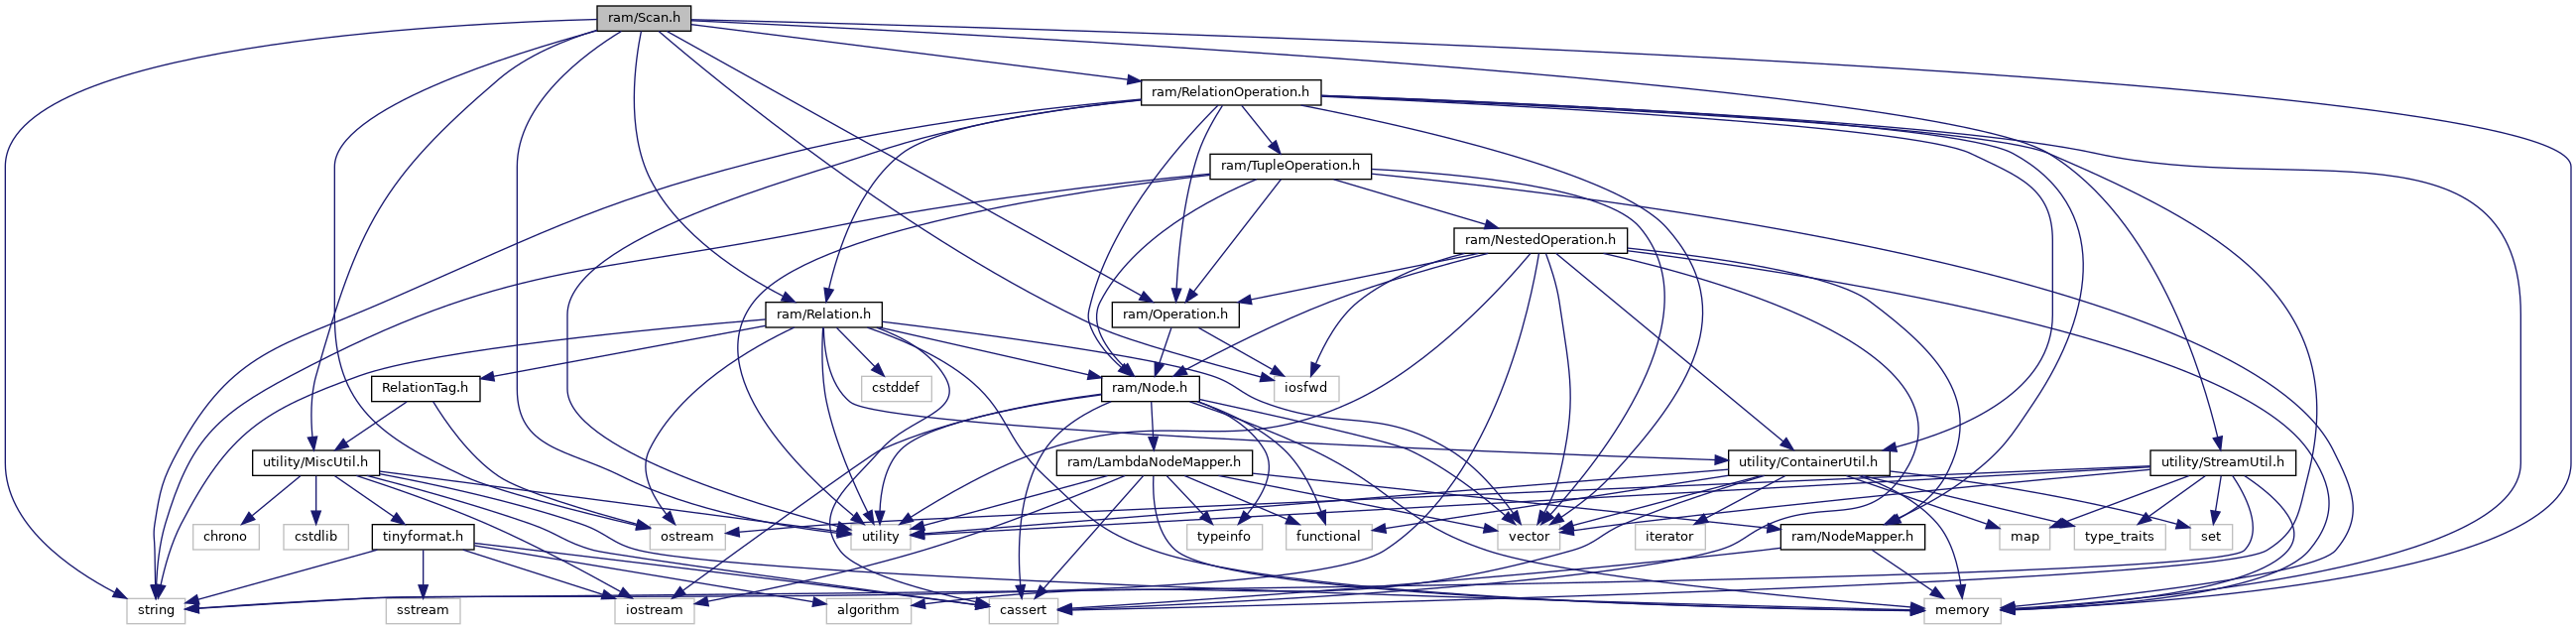 ram/Scan.h
ram/RelationOperation.h
ram/TupleOperation.h
ram/NestedOperation.h
ram/Relation.h
ram/Operation.h
RelationTag.h
cstddef
ram/Node.h
iosfwd
utility/MiscUtil.h
ram/LambdaNodeMapper.h
utility/ContainerUtil.h
utility/StreamUtil.h
chrono
cstdlib
tinyformat.h
ostream
utility
typeinfo
functional
vector
iterator
ram/NodeMapper.h
map
type_traits
set
string
sstream
iostream
algorithm
cassert
memory